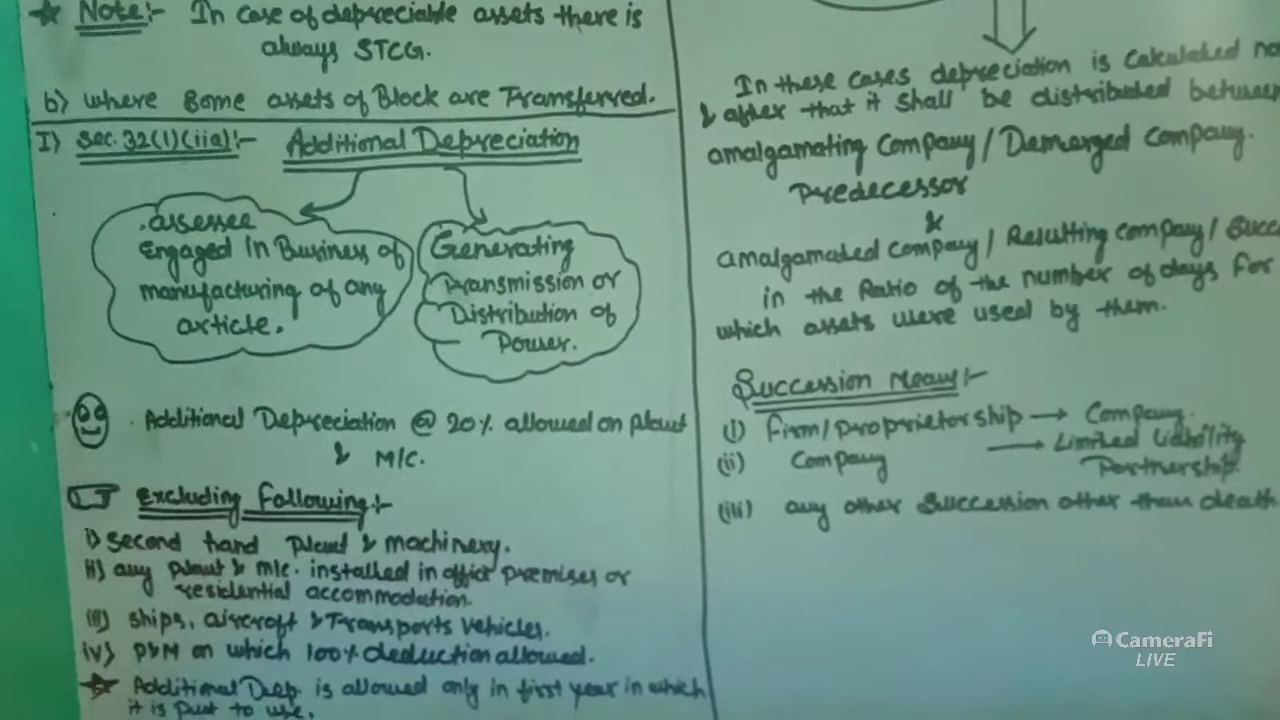 ★ Note:- In case of depreciable assets there is
always STCG.
b) where some assets of Block are Transferred.
I) Sec. 32(1)(iia):- Additional Depreciation
assessee
Engaged In Business of
manufacturing of any
article.
Generating
Transmission or
Distribution of
Power.
Additional Depreciation @ 20% allowed on plant
& M/C.
Excluding Following:-
i) second hand plant & machinery.
ii) any plant & m/c. installed in office premises or
residential accommodation.
iii) ships, aircraft & Transports vehicles.
iv) P&M on which 100% deduction allowed.
Additional Dep. is allowed only in first year in which
it is put to use.
In these cases depreciation is calculated
& after that it shall be distributed between
amalgamating Company / Demerged Company.
Predecessor
&
amalgamated Company / Resulting Company / Succ
in the Ratio of the number of days for
which assets were used by them.
Succession Mean:-
(i) Firm/proprietorship → Company.
(ii) Company → Limited liability
Partnership.
(iii) any other Succession other than death
CameraFi
LIVE